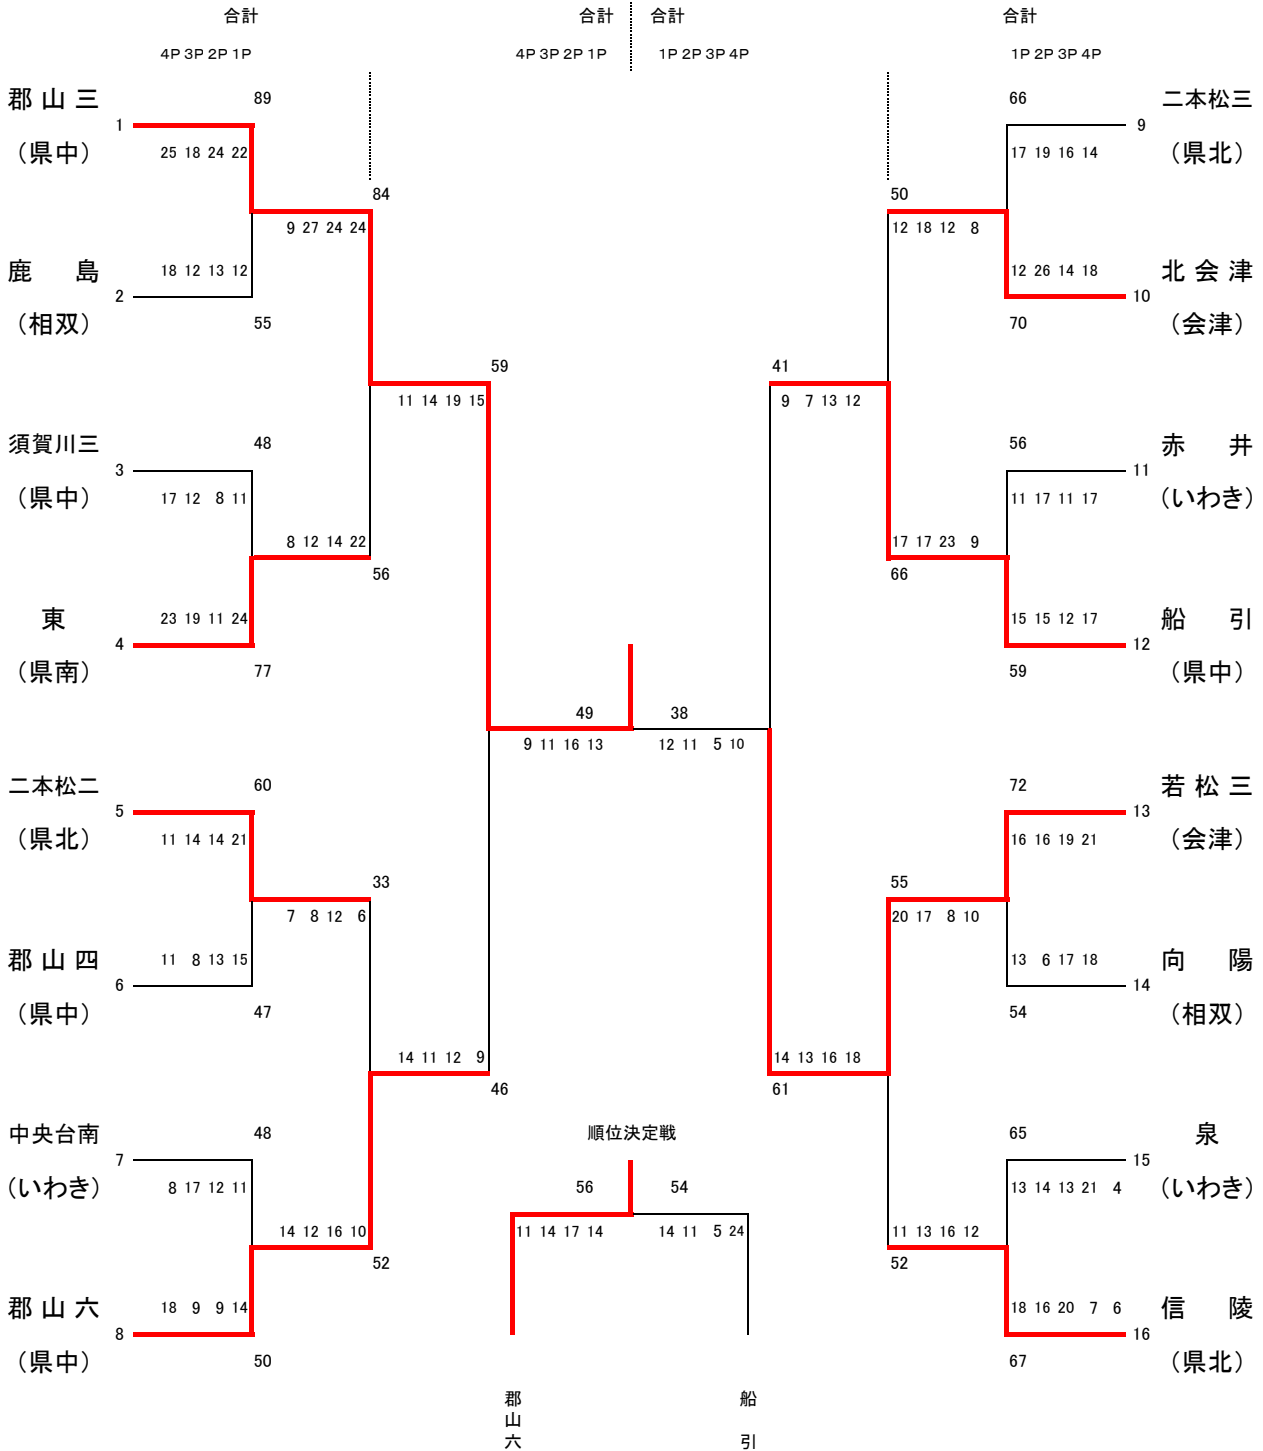 合計 合計 合計 合計
4P 3P 2P 1P 4P 3P 2P 1P 1P 2P 3P 4P 1P 2P 3P 4P
郡山三 89 66 二本松三
1 9
（県中） 25 18 24 22 17 19 16 14 （県北）
84 50
9 27 24 24 12 18 12 8
鹿島 18 12 13 12 12 26 14 18 北会津
2 10
（相双） 55 70 （会津）
59 41
11 14 19 15 9 7 13 12
須賀川三 48 56 赤井
3 11
（県中） 17 12 8 11 11 17 11 17 （いわき）
8 12 14 22 17 17 23 9
56 66
東 23 19 11 24 15 15 12 17 船引
4 12
（県南） 77 59 （県中）
49 38
9 11 16 13 12 11 5 10
二本松二 60 72 若松三
5 13
（県北） 11 14 14 21 16 16 19 21 （会津）
33 55
7 8 12 6 20 17 8 10
郡山四 11 8 13 15 13 6 17 18 向陽
6 14
（県中） 47 54 （相双）
14 11 12 9 14 13 16 18
46 61
中央台南 48 順位決定戦 65 泉
7 15
（いわき） 8 17 12 11 56 54 13 14 13 21 4 （いわき）
14 12 16 10 11 14 17 14 14 11 5 24 11 13 16 12
52 52
郡山六 18 9 9 14 18 16 20 7 6 信陵
8 16
（県中） 50 67 （県北）
郡山六 船引